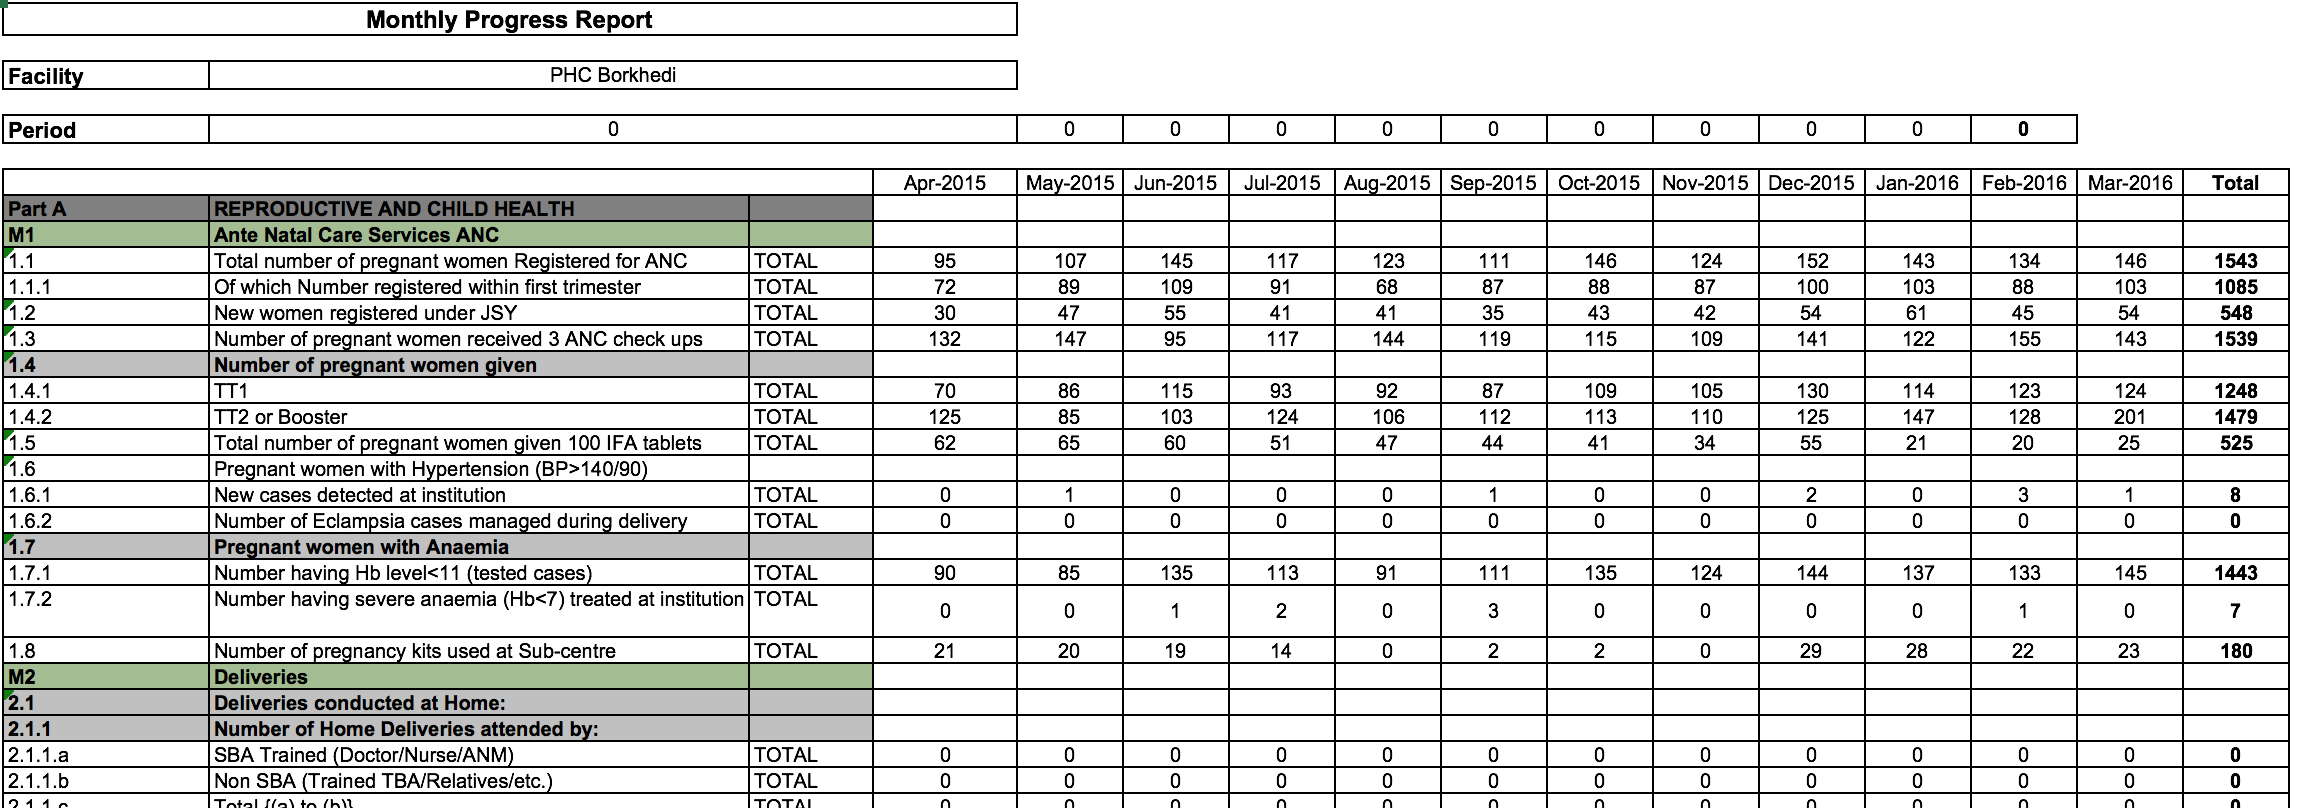 Monthly Progress Report
Facility PHC Borkhedi
Period 0 0 0 0 0 0 0 0 0 0 0
Apr-2015 May-2015 Jun-2015 Jul-2015 Aug-2015 Sep-2015 Oct-2015 Nov-2015 Dec-2015 Jan-2016 Feb-2016 Mar-2016 Total
Part A REPRODUCTIVE AND CHILD HEALTH
M1 Ante Natal Care Services ANC
1.1 Total number of pregnant women Registered for ANC TOTAL 95 107 145 117 123 111 146 124 152 143 134 146 1543
1.1.1 Of which Number registered within first trimester TOTAL 72 89 109 91 68 87 88 87 100 103 88 103 1085
1.2 New women registered under JSY TOTAL 30 47 55 41 41 35 43 42 54 61 45 54 548
1.3 Number of pregnant women received 3 ANC check ups TOTAL 132 147 95 117 144 119 115 109 141 122 155 143 1539
1.4 Number of pregnant women given
1.4.1 TT1 TOTAL 70 86 115 93 92 87 109 105 130 114 123 124 1248
1.4.2 TT2 or Booster TOTAL 125 85 103 124 106 112 113 110 125 147 128 201 1479
1.5 Total number of pregnant women given 100 IFA tablets TOTAL 62 65 60 51 47 44 41 34 55 21 20 25 525
1.6 Pregnant women with Hypertension (BP>140/90)
1.6.1 New cases detected at institution TOTAL 0 1 0 0 0 1 0 0 2 0 3 1 8
1.6.2 Number of Eclampsia cases managed during delivery TOTAL 0 0 0 0 0 0 0 0 0 0 0 0 0
1.7 Pregnant women with Anaemia
1.7.1 Number having Hb level<11 (tested cases) TOTAL 90 85 135 113 91 111 135 124 144 137 133 145 1443
1.7.2 Number having severe anaemia (Hb<7) treated at institution TOTAL 0 0 1 2 0 3 0 0 0 0 1 0 7
1.8 Number of pregnancy kits used at Sub-centre TOTAL 21 20 19 14 0 2 2 0 29 28 22 23 180
M2 Deliveries
2.1 Deliveries conducted at Home:
2.1.1 Number of Home Deliveries attended by:
2.1.1.a SBA Trained (Doctor/Nurse/ANM) TOTAL 0 0 0 0 0 0 0 0 0 0 0 0 0
2.1.1.b Non SBA (Trained TBA/Relatives/etc.) TOTAL 0 0 0 0 0 0 0 0 0 0 0 0 0
2.1.1.c Total {(a) to (b)} TOTAL 0 0 0 0 0 0 0 0 0 0 0 0 0